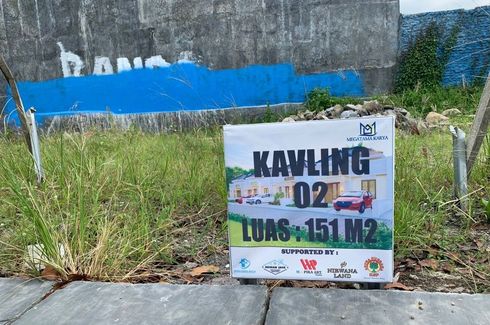 MEGATAMA KARYA
KAVLING
02
LUAS : 151 M2
SUPPORTED BY :
NIRWANA
LAND